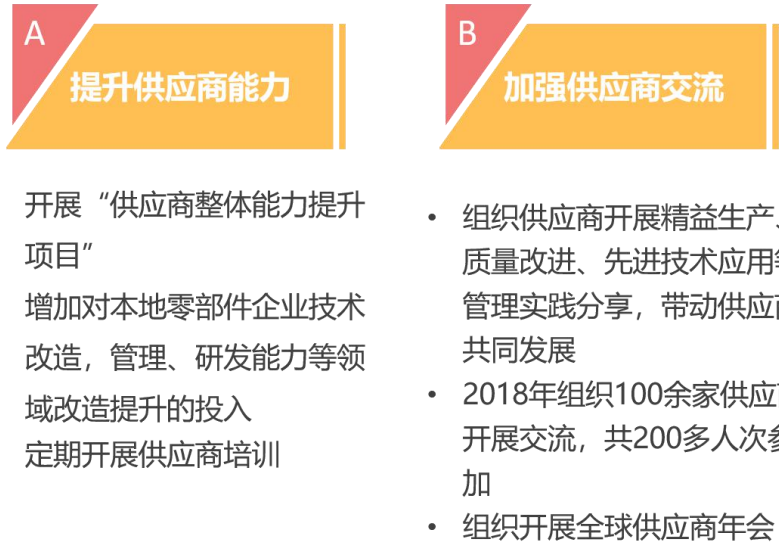 A
提升供应商能力
开展“供应商整体能力提升
项目”
增加对本地零部件企业技术
改造，管理、研发能力等领
域改造提升的投入
定期开展供应商培训
B
加强供应商交流
• 组织供应商开展精益生产、
质量改进、先进技术应用
管理实践分享，带动供应
共同发展
• 2018年组织100余家供应
开展交流，共200多人次
加
• 组织开展全球供应商年会